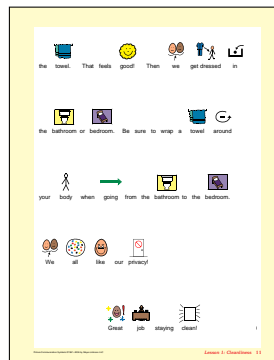 the towel. That feels good! Then we get dressed in
the bathroom or bedroom. Be sure to wrap a towel around
your body when going from the bathroom to the bedroom.
We all like our privacy!
Great job staying clean!
Lesson 1: Cleanliness 11